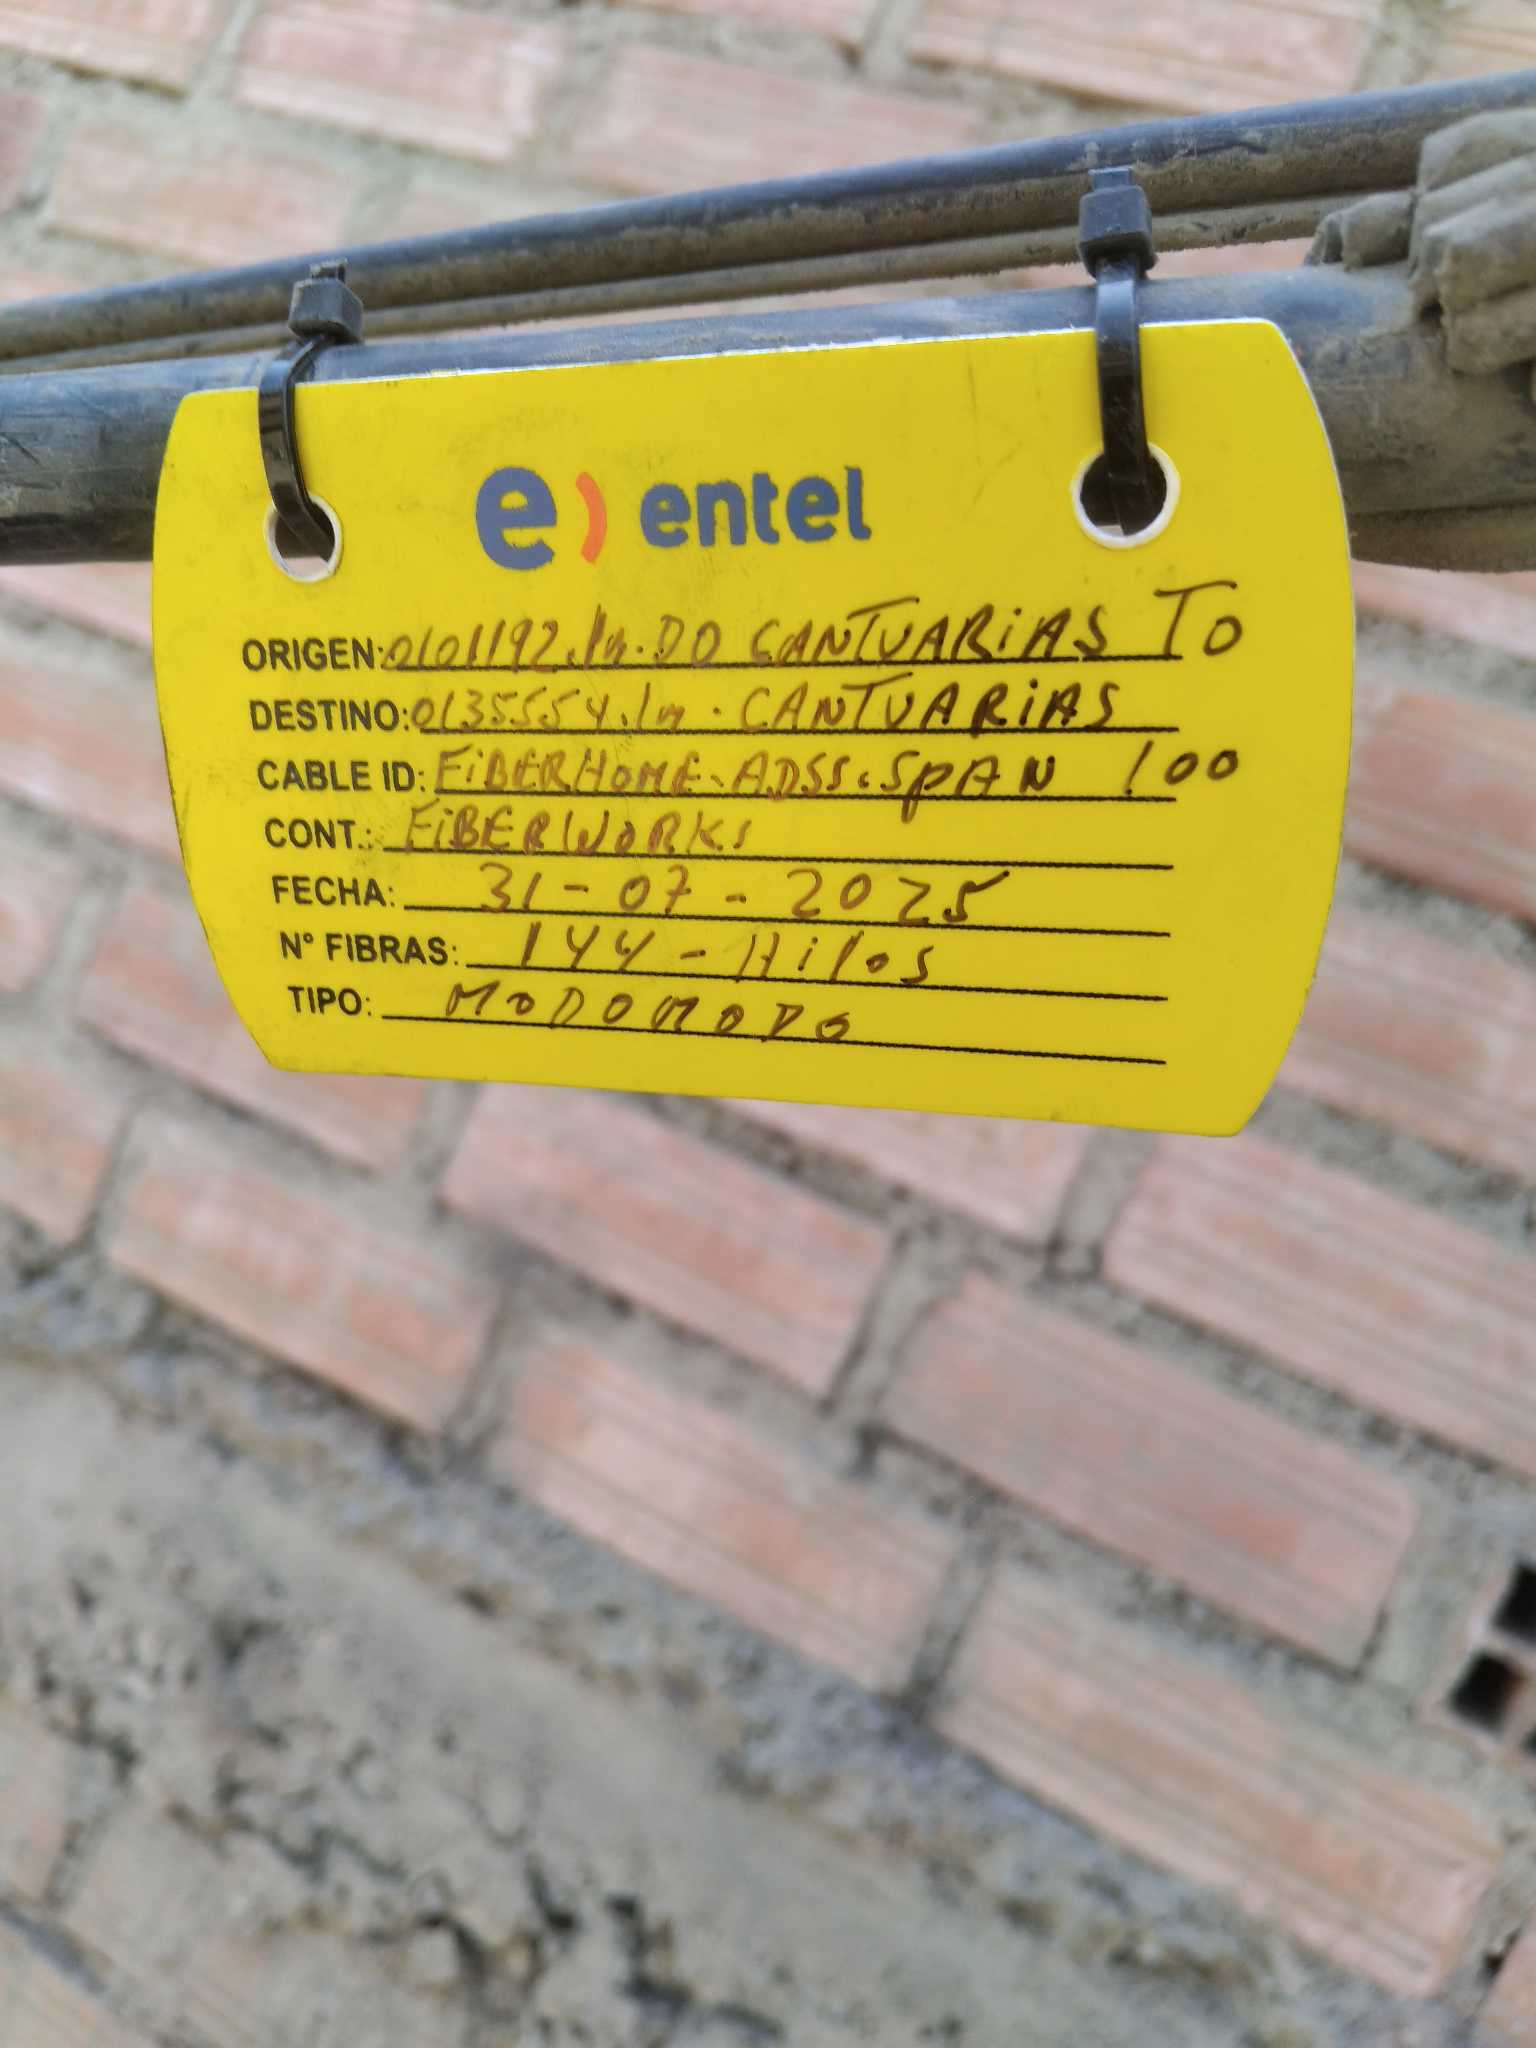 e) entel
ORIGEN: 0101192.lm.DO CANTUARIAS TO
DESTINO: 0135554.lm. CANTUARIAS
CABLE ID: FiBERHOME-ADSS.SpAN 100
CONT.: FiBERWORKS
FECHA: 31-07-2025
N° FIBRAS: 144-Hilos
TIPO: MODOMODO